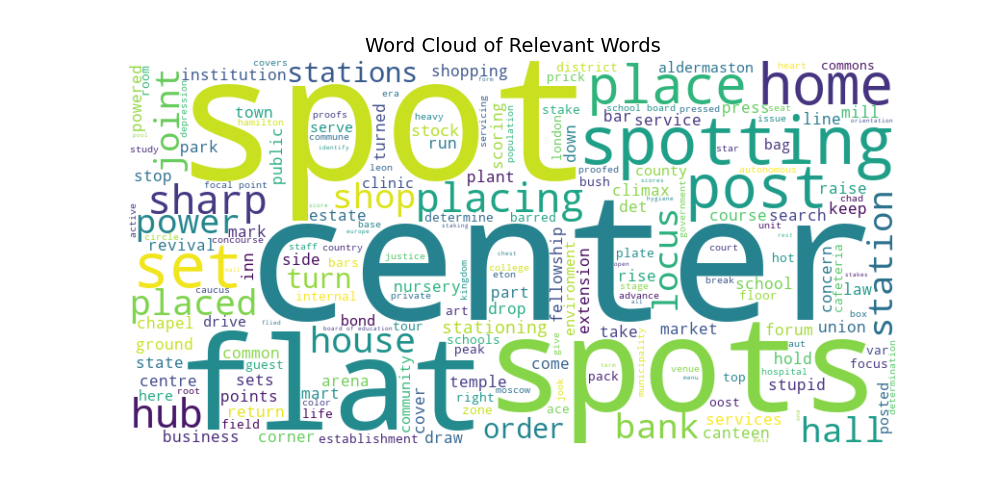 Word Cloud of Relevant Words
covers
institution
stations
shopping
district
prick
aldermaston
commons
powered
room
joint
depression
spot
place
home
town
hamilton
public
proofs
serve
commune
identify
era
turned
leon
heavy
stock
run
servicing
scoring
population
stake
london
down
bar
school board
service
pressed
press
seat
issue
line
mill
orientation
study
park
stop
spotting
star
bag
focal point
clinic
plant
proofed
bush
county
climax
det
scores
hygiene
government
autonomous
post
raise
chad
keep
unit
active
sharp
power
mark
revival
circle
concourse
shop
estate
base
europe
score
placing
determine
staking
barred
locus
course
search
station
set
hall
caucus
inn
staff
side
bars
country
internal
justice
turn
private
nursery
center
kingdom
chest
college
eton
open
part
art
drop
fellowship
environment
extension
plate
rise
stage
advance
all
court
break
school
floor
rest
hot
concern
cafeteria
law
stakes
box
placed
chapel
drive
flied
bond
board of education
tour
house
stationing
schools
peak
come
give
take
municipality
market
forum
union
ground
state
centre
here
root
common
guest
sets
points
return
field
color
life
mart
arena
community
cover
flat
temple
right
moscow
zone
ace
draw
spots
pack
venue
menu
top
oost
hold
hospital
aut
stupid
var
focus
posted
determination
hub
business
corner
establishment
order
bank
services
canteen
hall